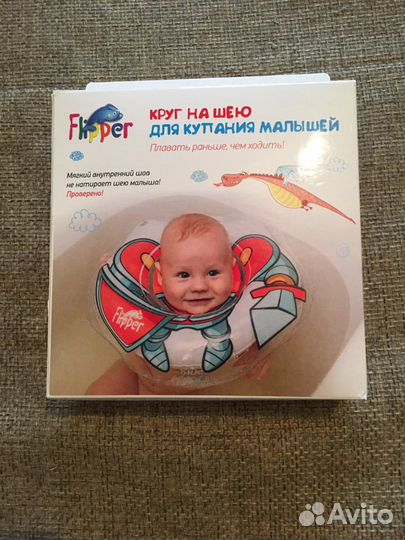 Flipper
КРУГ НА ШЕЮ
ДЛЯ КУПАНИЯ МАЛЫШЕЙ
Плавать раньше, чем ходить!
Мягкий внутренний шов
не натирает шею малыша!
Проверено!
Flipper
Avito